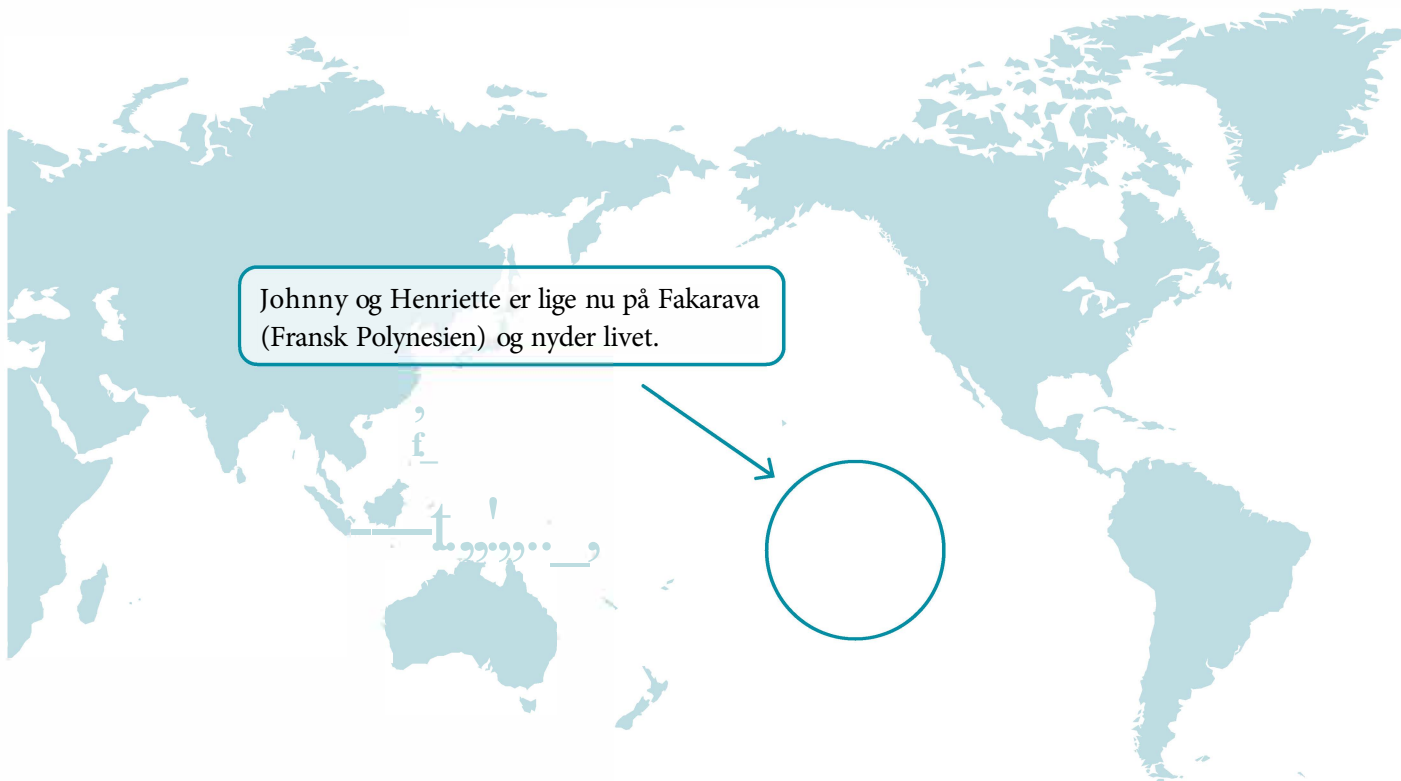 Johnny og Henriette er lige nu på Fakarava
(Fransk Polynesien) og nyder livet.